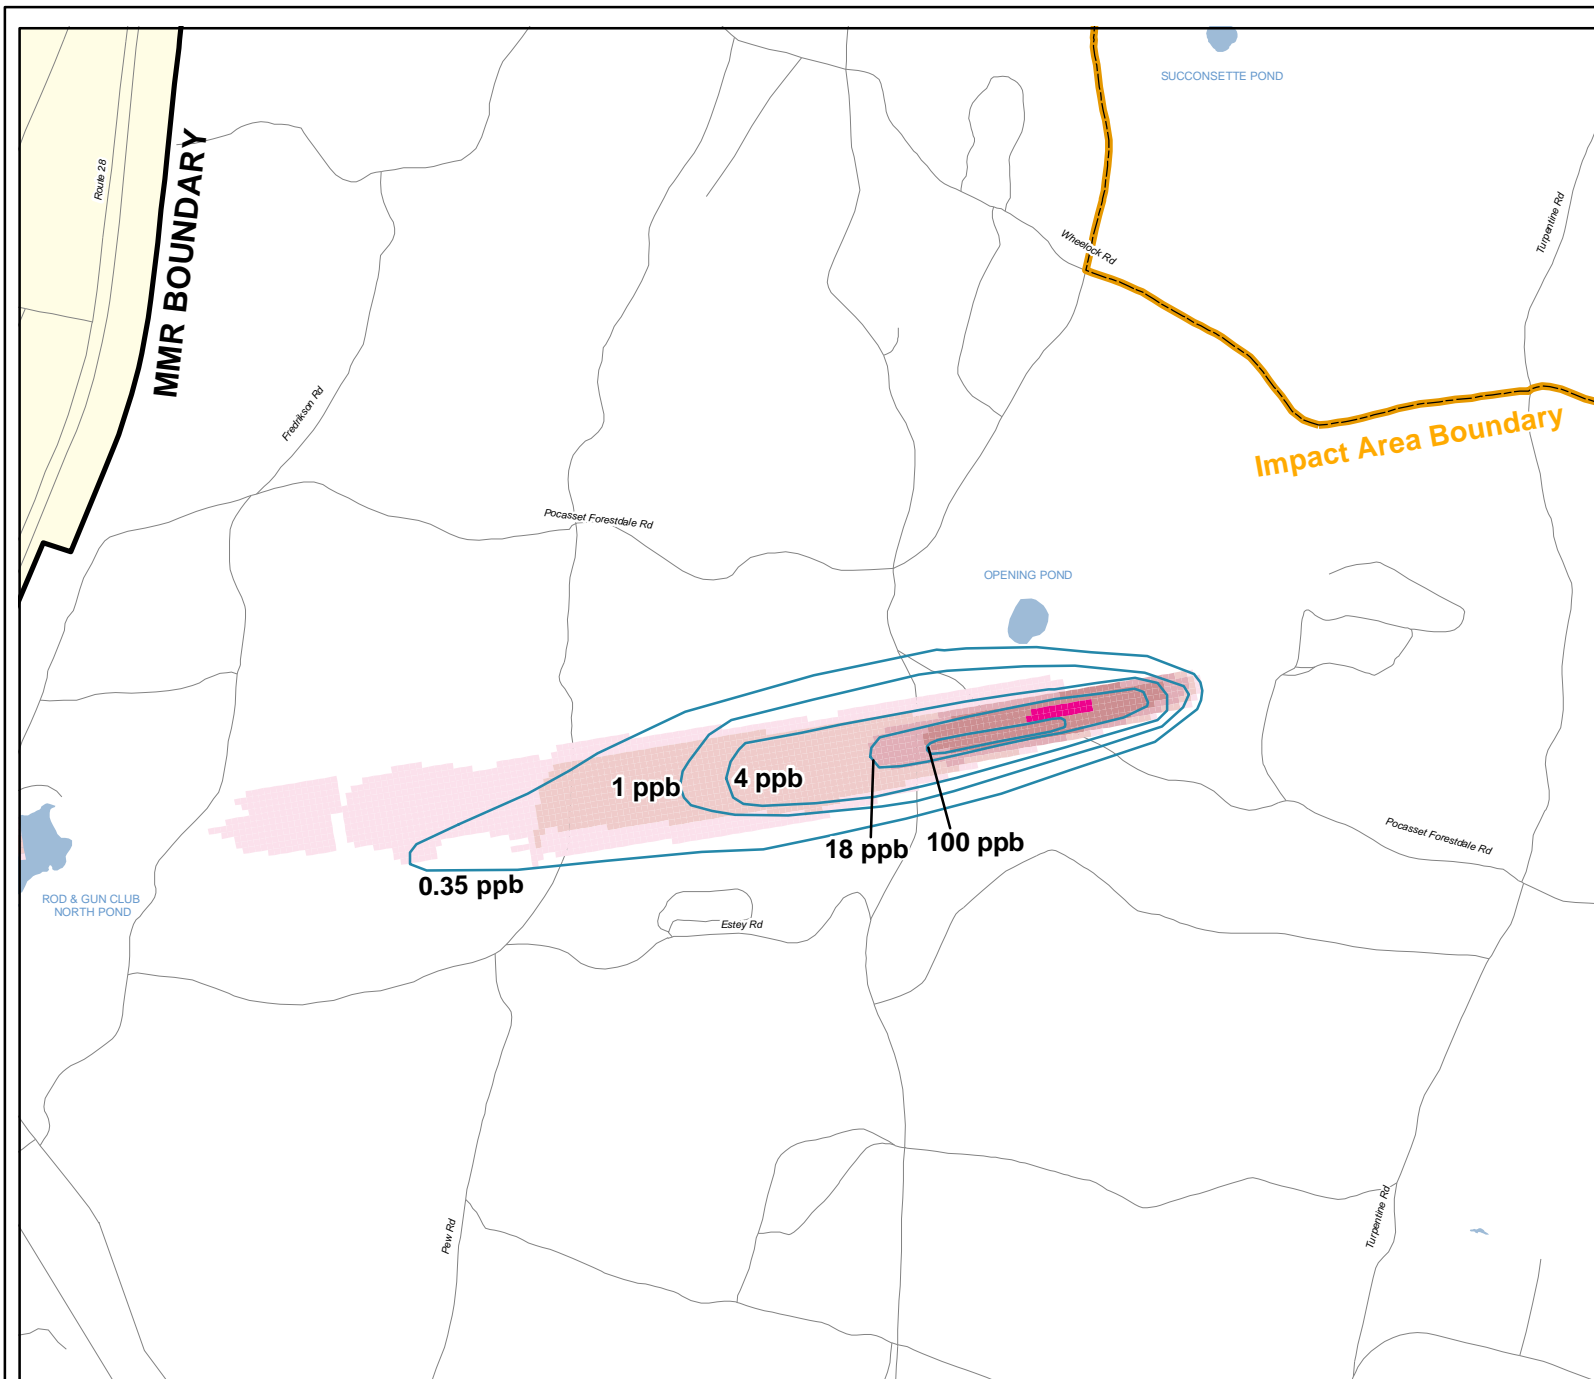 SUCCONSETTE POND
Route 28
MMR BOUNDARY
Turpentine Rd
Wheelock Rd
Fredrikson Rd
Impact Area Boundary
Pocasset Forestdale Rd
OPENING POND
1 ppb
4 ppb
18 ppb
100 ppb
Pocasset Forestdale Rd
0.35 ppb
ROD & GUN CLUB
NORTH POND
Estey Rd
Pew Rd
Turpentine Rd